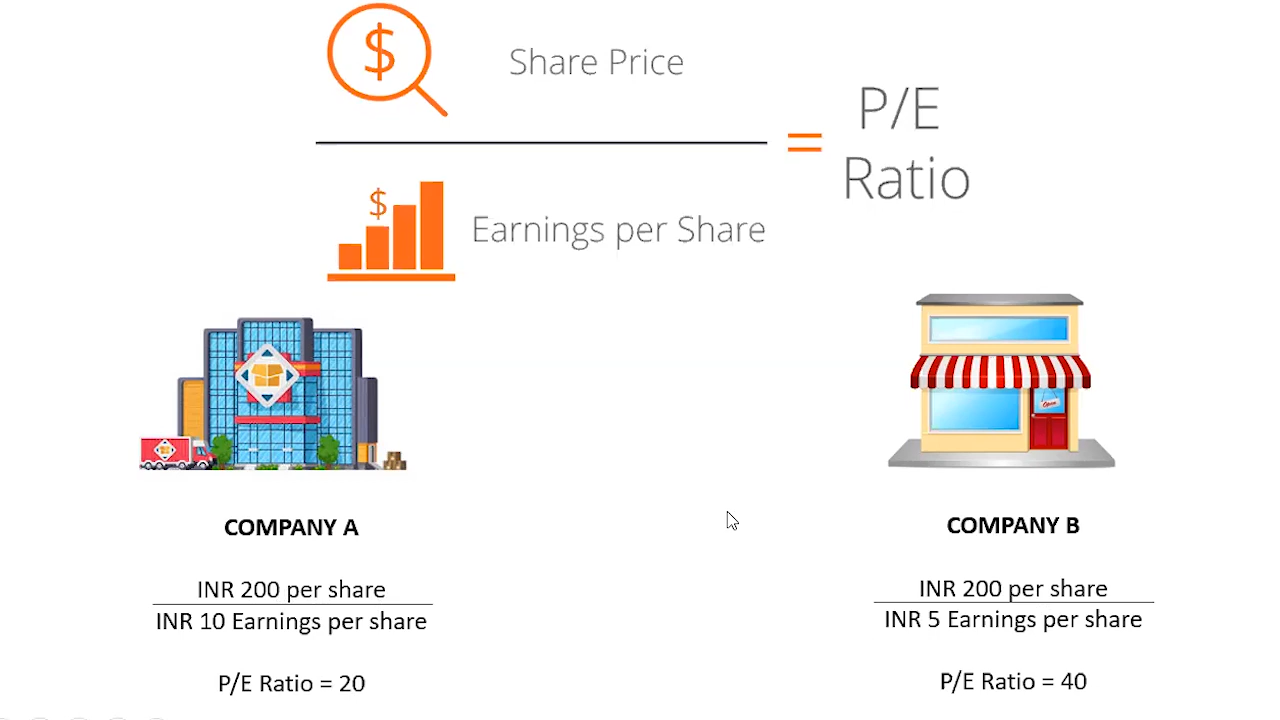 $
Share Price
=
P/E
Ratio
$
Earnings per Share
Open
COMPANY A
INR 200 per share
INR 10 Earnings per share
P/E Ratio = 20
COMPANY B
INR 200 per share
INR 5 Earnings per share
P/E Ratio = 40